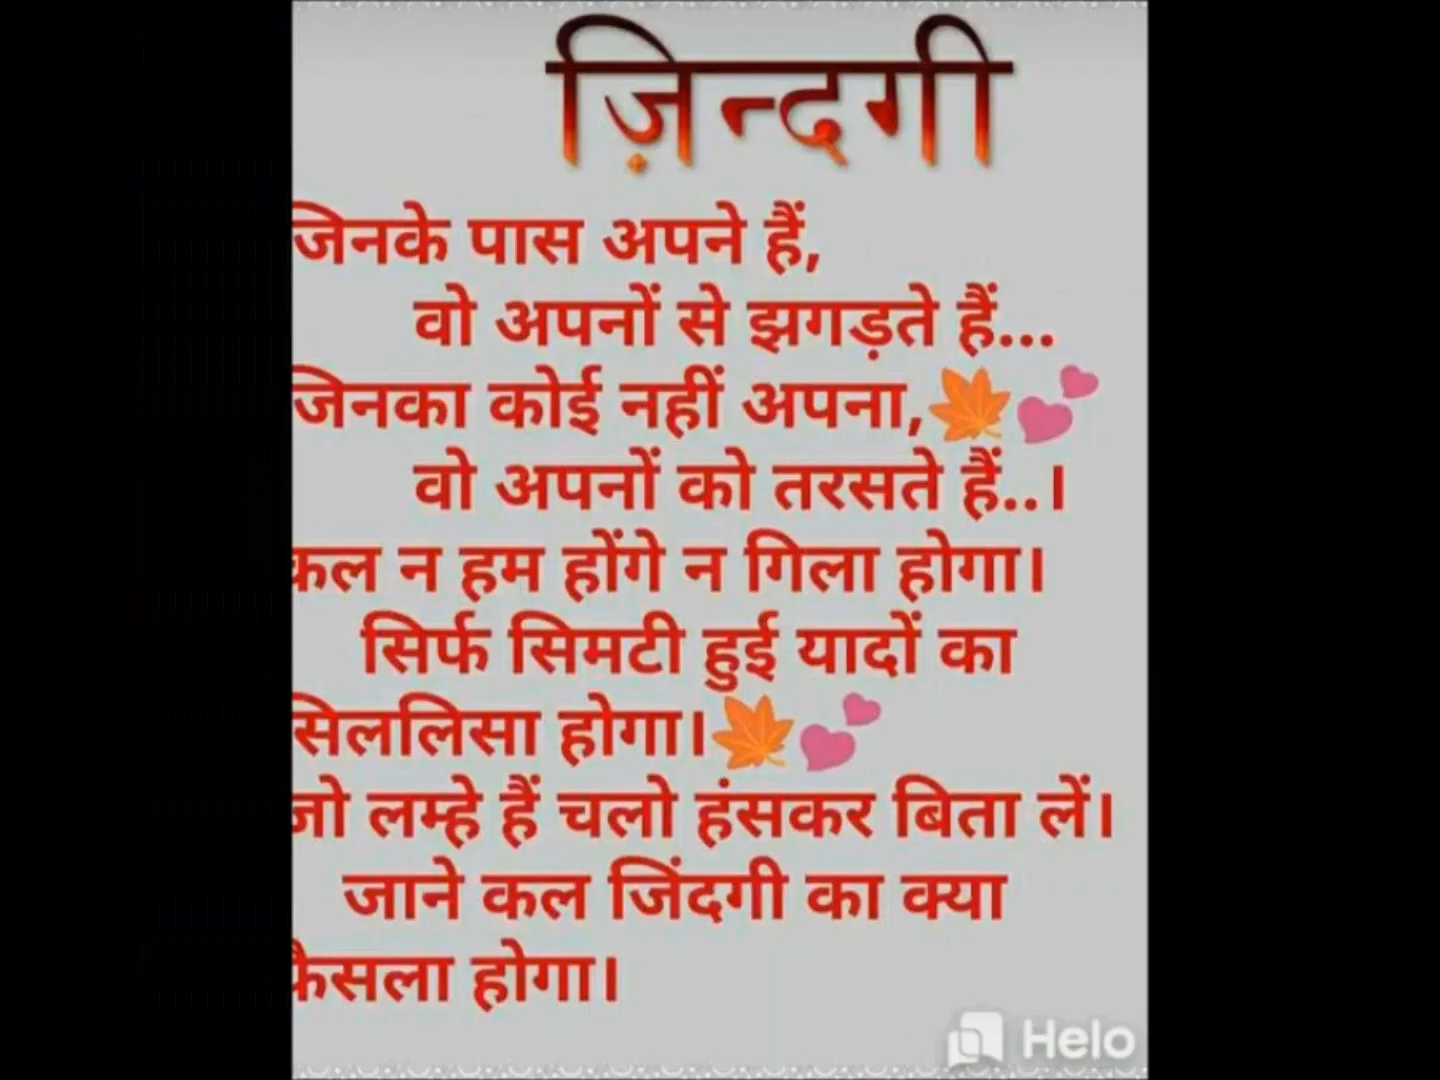 ज़िन्दगी
जिनके पास अपने हैं,
वो अपनों से झगड़ते हैं...
जिनका कोई नहीं अपना,🍁💕
वो अपनों को तरसते हैं..।
कल न हम होंगे न गिला होगा।
सिर्फ सिमटी हुई यादों का
सिललिसा होगा।🍁💕
जो लम्हे हैं चलो हंसकर बिता लें।
जाने कल जिंदगी का क्या
फैसला होगा।
Helo